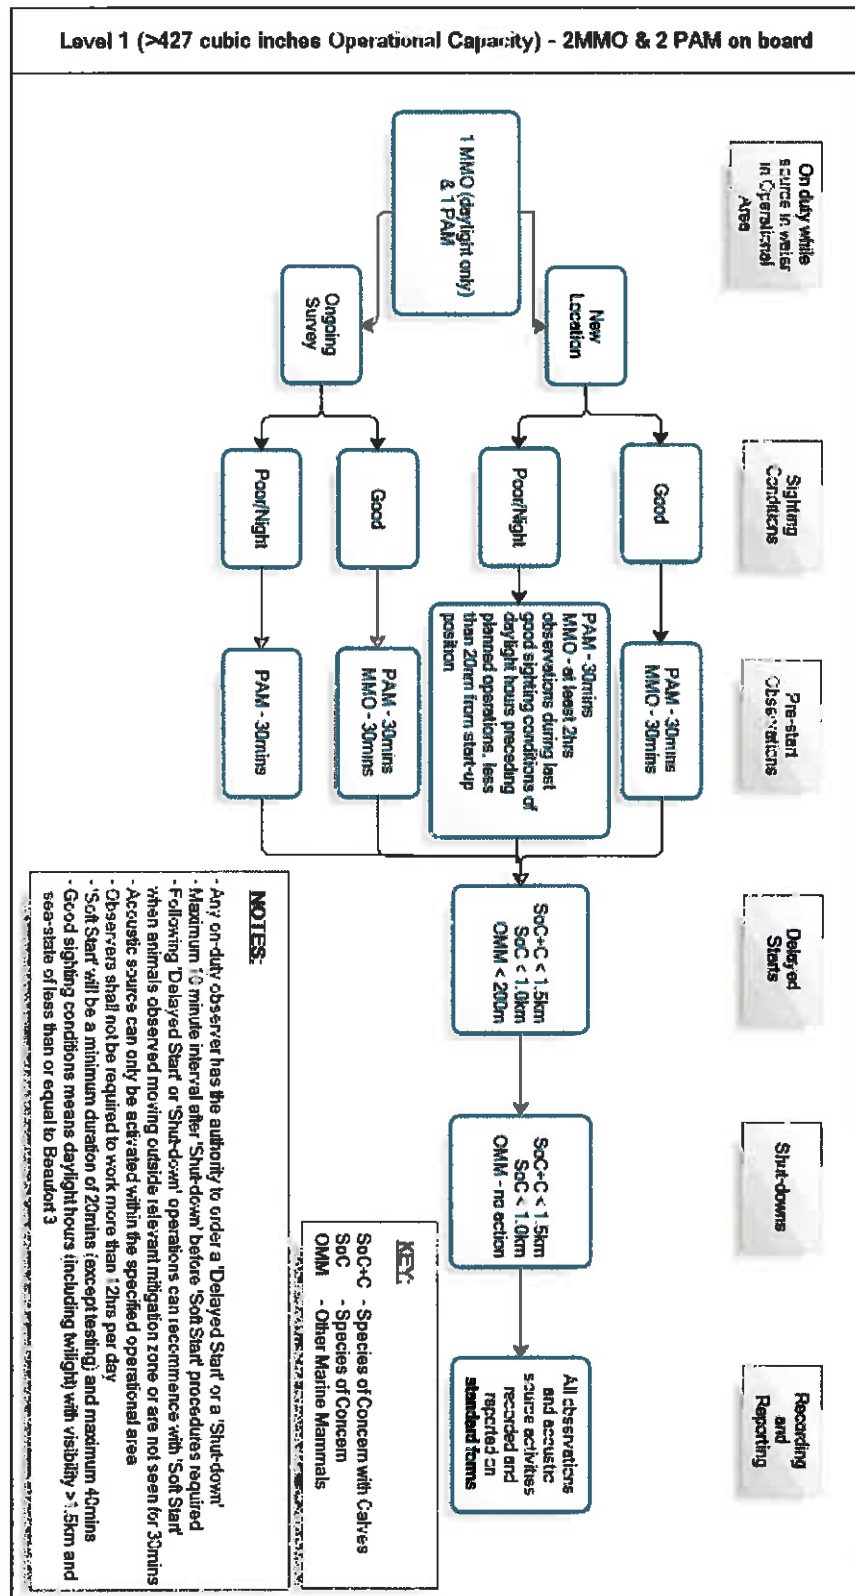 Level 1 (>427 cubic inches Operational Capacity) - 2MMO & 2 PAM on board
On duty while
source in water
in Operational
Area
Sighting
Conditions
Pre-start
Observations
Delayed
Starts
Shut-downs
Recording
and
Reporting
1 MMO (daylight only)
& 1 PAM
New
Location
Ongoing
Survey
Good
Poor/Night
Good
Poor/Night
PAM - 30mins
MMO - 30mins
PAM - 30mins
MMO - at least 2hrs
observations during last
good sighting conditions of
daylight hours preceding
planned operations, less
than 20nm from start-up
position
PAM - 30mins
MMO - 30mins
PAM - 30mins
SoC+C < 1.5km
SoC < 1.0km
OMM < 200m
SoC+C < 1.5km
SoC < 1.0km
OMM - no action
All observations
and acoustic
source activities
recorded and
reported on
standard forms
KEY:
SoC+C - Species of Concern with Calves
SoC - Species of Concern
OMM - Other Marine Mammals
NOTES:
- Any on-duty observer has the authority to order a 'Delayed Start' or a 'Shut-down'
- Maximum 10 minute interval after 'Shut-down' before 'Soft Start' procedures required
- Following 'Delayed Start' or 'Shut-down' operations can recommence with 'Soft Start'
when animals observed moving outside relevant mitigation zone or are not seen for 30mins
- Acoustic source can only be activated within the specified operational area
- Observers shall not be required to work more than 12hrs per day
- 'Soft Start' will be a minimum duration of 20mins (except testing) and maximum 40mins
- Good sighting conditions means daylight hours (including twilight) with visibility >1.5km and
sea-state of less than or equal to Beaufort 3